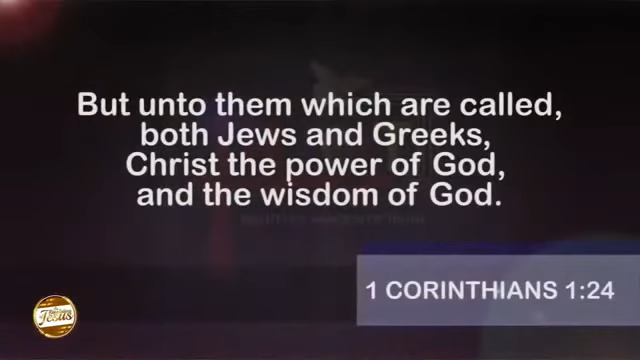 But unto them which are called,
both Jews and Greeks,
Christ the power of God,
and the wisdom of God.
1 CORINTHIANS 1:24
Jesus